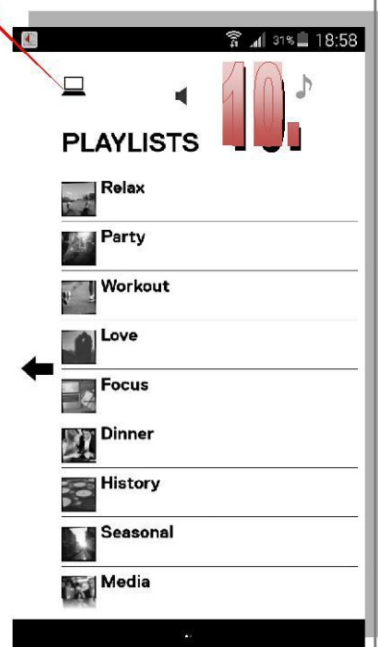 31% 18:58
10.
PLAYLISTS
Relax
Party
Workout
Love
Focus
Dinner
History
Seasonal
Media